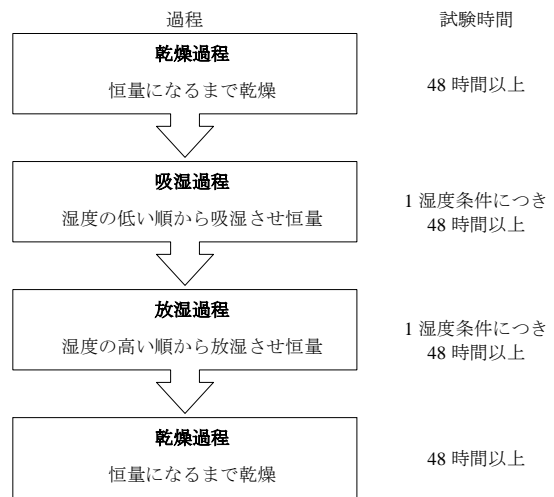 過程
試験時間
乾燥過程
恒量になるまで乾燥
48 時間以上
吸湿過程
湿度の低い順から吸湿させ恒量
1 湿度条件につき
48 時間以上
放湿過程
湿度の高い順から放湿させ恒量
1 湿度条件につき
48 時間以上
乾燥過程
恒量になるまで乾燥
48 時間以上